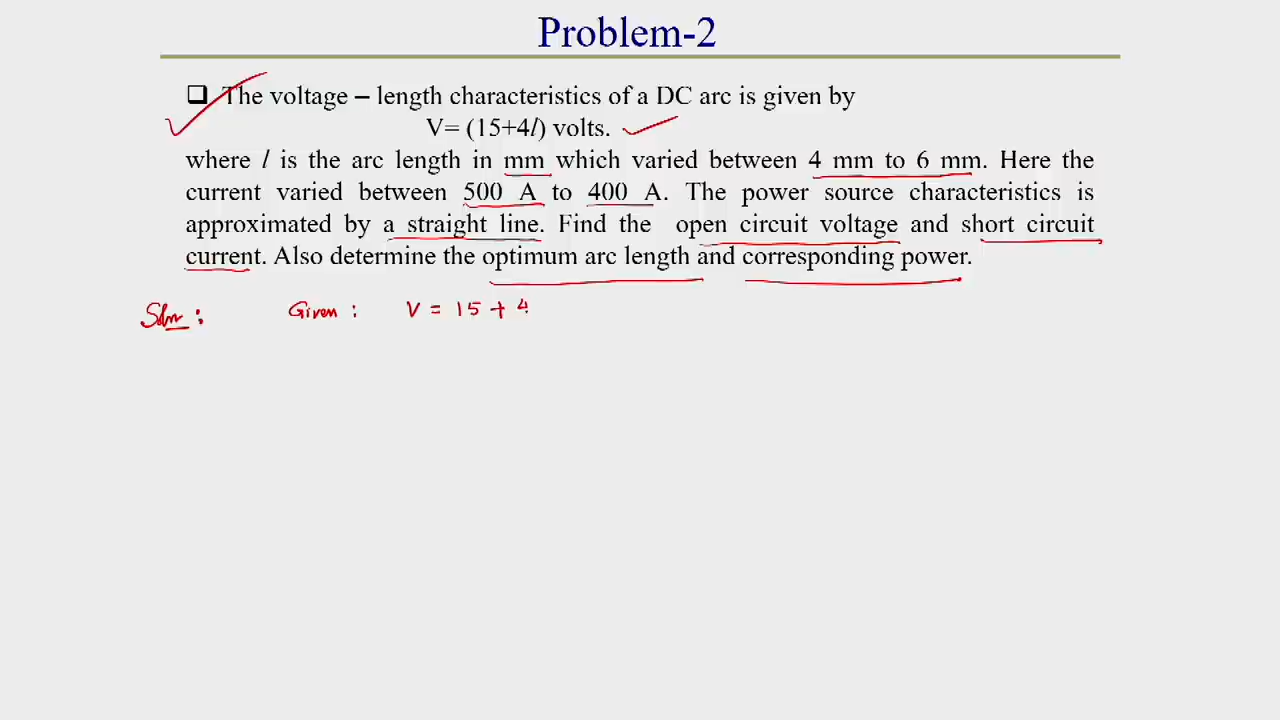 Problem-2
❑ The voltage – length characteristics of a DC arc is given by
V= (15+4l) volts.
where l is the arc length in mm which varied between 4 mm to 6 mm. Here the
current varied between 500 A to 400 A. The power source characteristics is
approximated by a straight line. Find the open circuit voltage and short circuit
current. Also determine the optimum arc length and corresponding power.
Soln : Given : V = 15 + 4